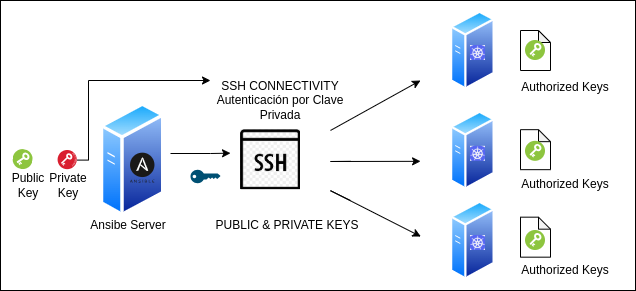 SSH CONNECTIVITY
Autenticación por Clave
Privada
Authorized Keys
Public
Key
Private
Key
SSH
Authorized Keys
Ansibe Server
PUBLIC & PRIVATE KEYS
Authorized Keys